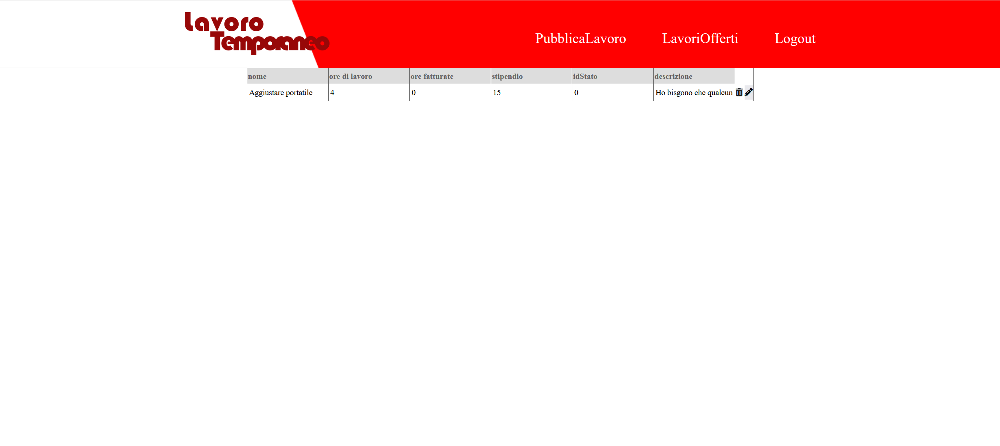 Lavoro
Temporaneo
PubblicaLavoro LavoriOfferti Logout
nome ore di lavoro ore fatturate stipendio idStato descrizione
Aggiustare portatile 4 0 15 0 Ho bisgono che qualcun